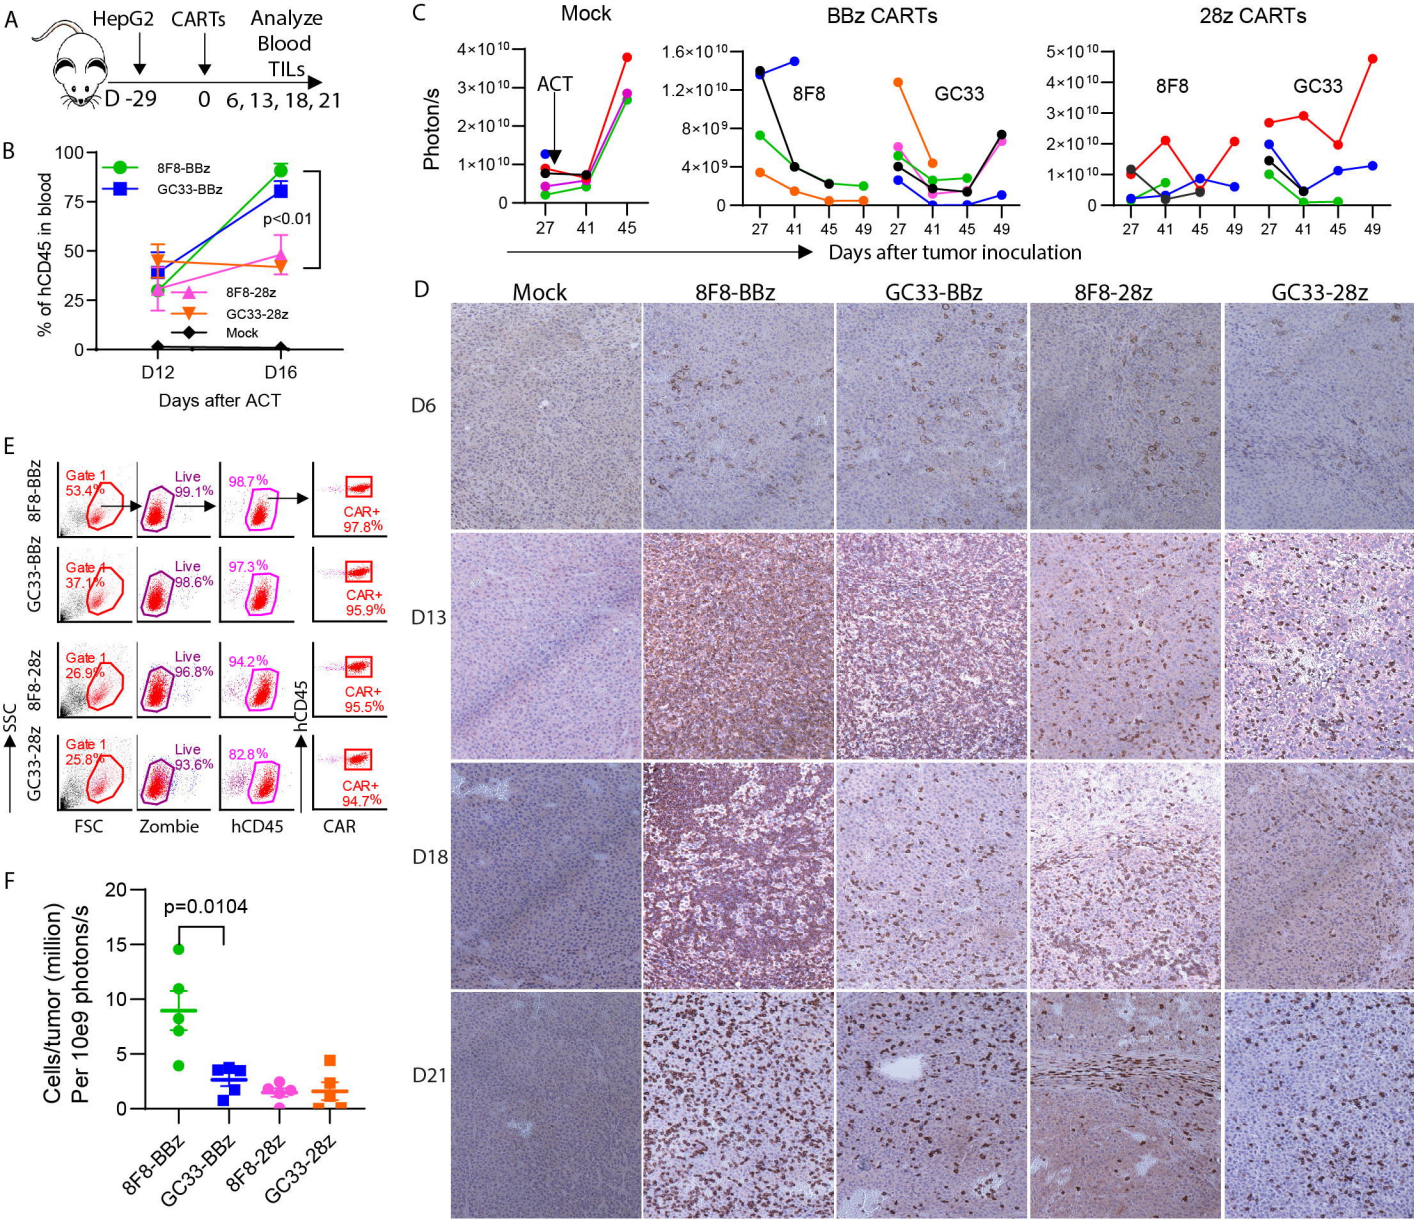 A
HepG2
CARTs
Analyze
Blood
TILs
D -29
0
6, 13, 18, 21
B
% of hCD45 in blood
100
75
50
25
0
8F8-BBz
GC33-BBz
p<0.01
8F8-28z
GC33-28z
Mock
D12
D16
Days after ACT
C
Mock
BBz CARTs
28z CARTs
Photon/s
4×10¹⁰
3×10¹⁰
2×10¹⁰
1×10¹⁰
0
ACT
27 41 45
1.6×10¹⁰
1.2×10¹⁰
8×10⁹
4×10⁹
0
8F8
GC33
27 41 45 49
27 41 45 49
5×10¹⁰
4×10¹⁰
3×10¹⁰
2×10¹⁰
1×10¹⁰
0
8F8
GC33
27 41 45 49
27 41 45 49
Days after tumor inoculation
D
Mock
8F8-BBz
GC33-BBz
8F8-28z
GC33-28z
D6
D13
D18
D21
E
8F8-BBz
Gate 1
53.4%
Live
99.1%
98.7%
CAR+
97.8%
GC33-BBz
Gate 1
37.1%
Live
98.6%
97.3%
CAR+
95.9%
8F8-28z
Gate 1
26.9%
Live
96.8%
94.2%
CAR+
95.5%
GC33-28z
Gate 1
25.8%
Live
93.6%
82.8%
CAR+
94.7%
SSC
hCD45
FSC
Zombie
hCD45
CAR
F
Cells/tumor (million)
Per 10e9 photons/s
20
15
10
5
0
p=0.0104
8F8-BBz
GC33-BBz
8F8-28z
GC33-28z